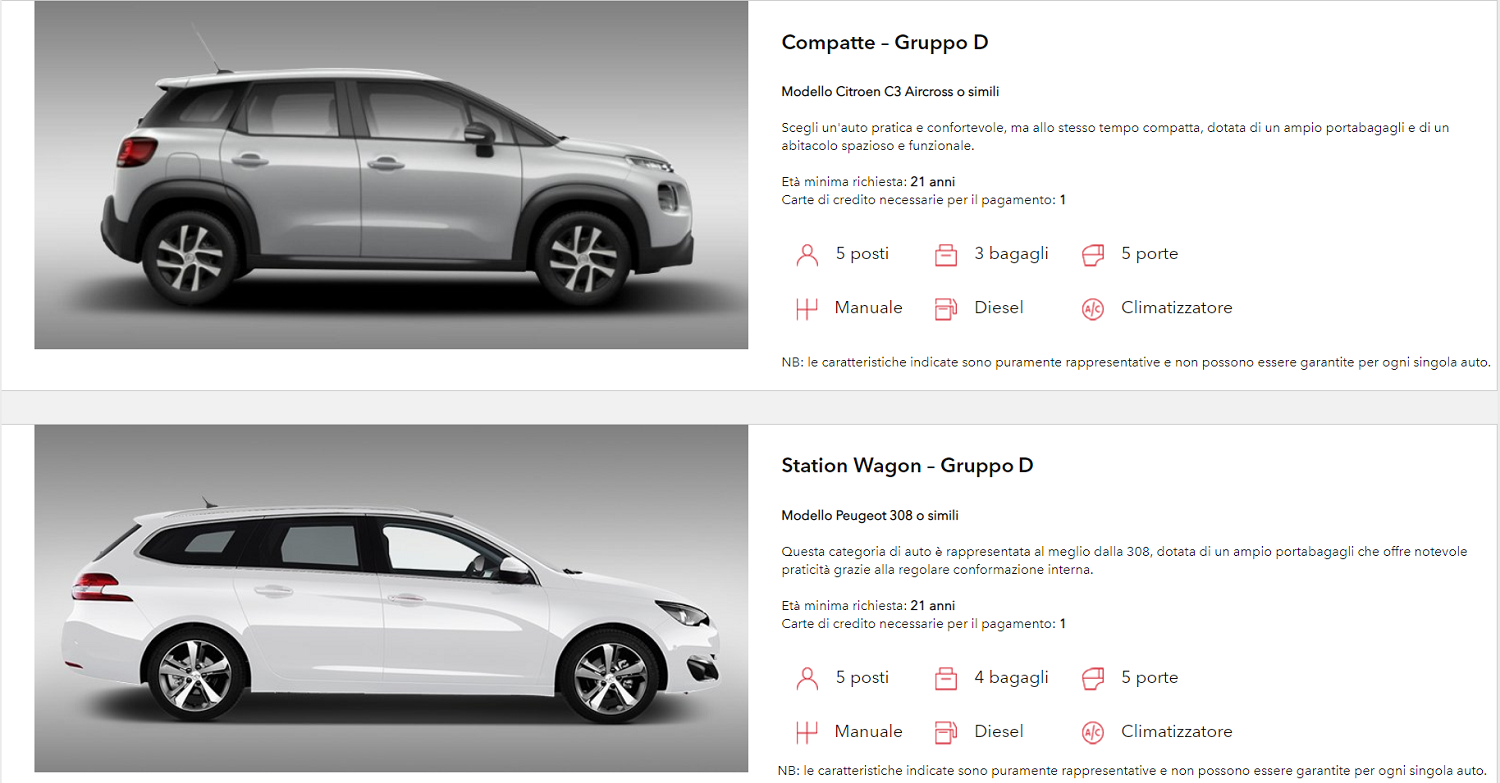 Compatte – Gruppo D
Modello Citroen C3 Aircross o simili
Scegli un'auto pratica e confortevole, ma allo stesso tempo compatta, dotata di un ampio portabagagli e di un
abitacolo spazioso e funzionale.
Età minima richiesta: 21 anni
Carte di credito necessarie per il pagamento: 1
5 posti 3 bagagli 5 porte
Manuale Diesel A/C Climatizzatore
NB: le caratteristiche indicate sono puramente rappresentative e non possono essere garantite per ogni singola auto.
Station Wagon – Gruppo D
Modello Peugeot 308 o simili
Questa categoria di auto è rappresentata al meglio dalla 308, dotata di un ampio portabagagli che offre notevole
praticità grazie alla regolare conformazione interna.
Età minima richiesta: 21 anni
Carte di credito necessarie per il pagamento: 1
5 posti 4 bagagli 5 porte
Manuale Diesel A/C Climatizzatore
NB: le caratteristiche indicate sono puramente rappresentative e non possono essere garantite per ogni singola auto.